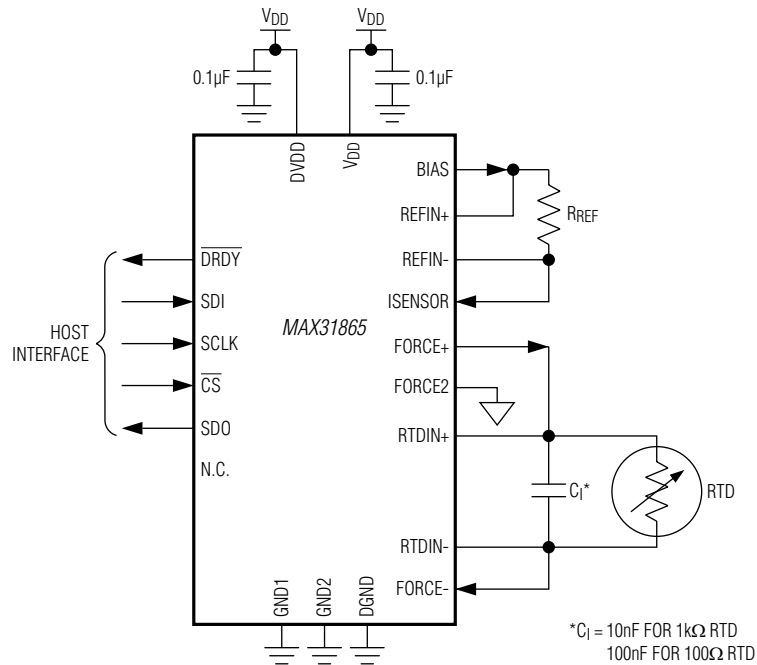 VDD VDD
0.1µF 0.1µF
DVDD
VDD
BIAS
REFIN+
RREF
REFIN-
ISENSOR
DRDY
SDI
SCLK
CS
SDO
N.C.
HOST
INTERFACE
MAX31865
FORCE+
FORCE2
RTDIN+
CI*
RTD
RTDIN-
FORCE-
GND1
GND2
DGND
*CI = 10nF FOR 1kΩ RTD
100nF FOR 100Ω RTD